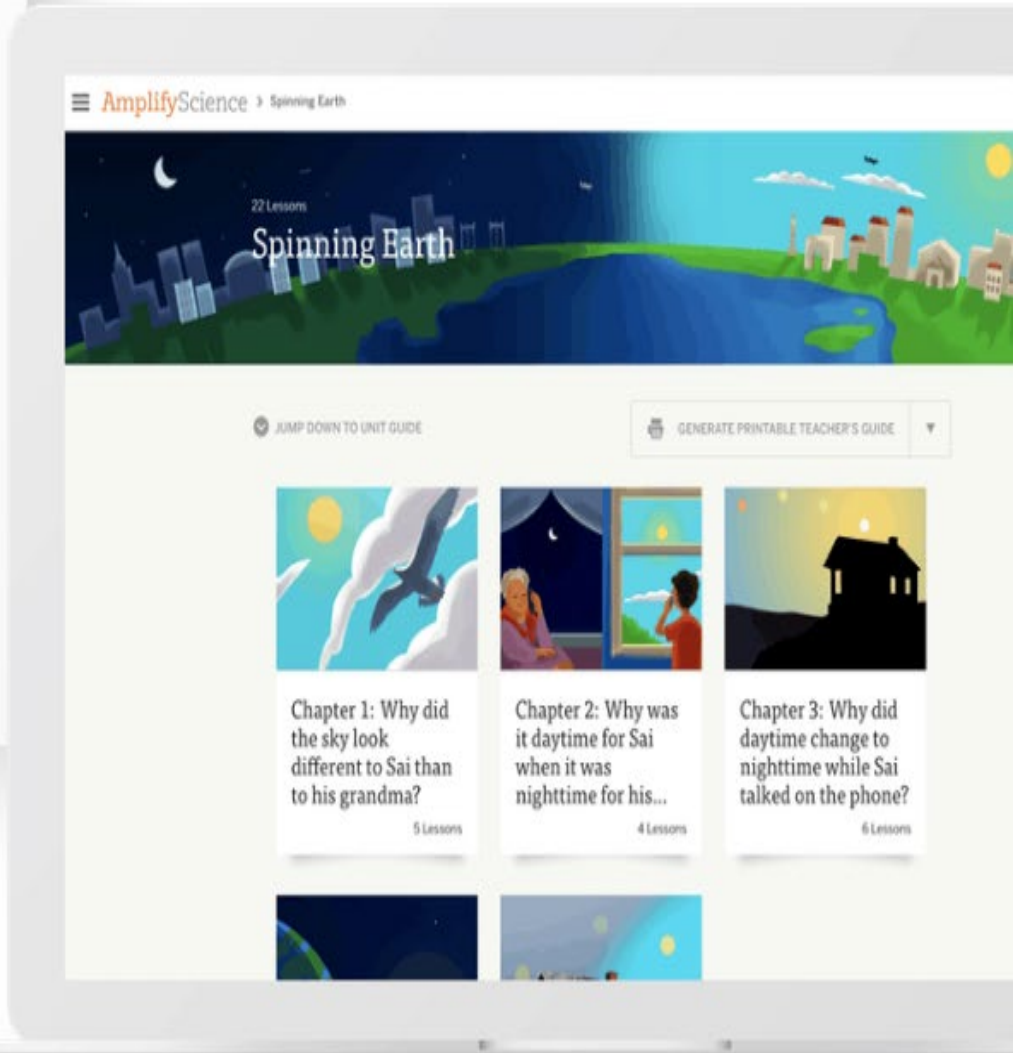 AmplifyScience > Spinning Earth
22 Lessons
Spinning Earth
JUMP DOWN TO UNIT GUIDE
GENERATE PRINTABLE TEACHER'S GUIDE
Chapter 1: Why did
the sky look
different to Sai than
to his grandma?
5 Lessons
Chapter 2: Why was
it daytime for Sai
when it was
nighttime for his...
4 Lessons
Chapter 3: Why did
daytime change to
nighttime while Sai
talked on the phone?
6 Lessons